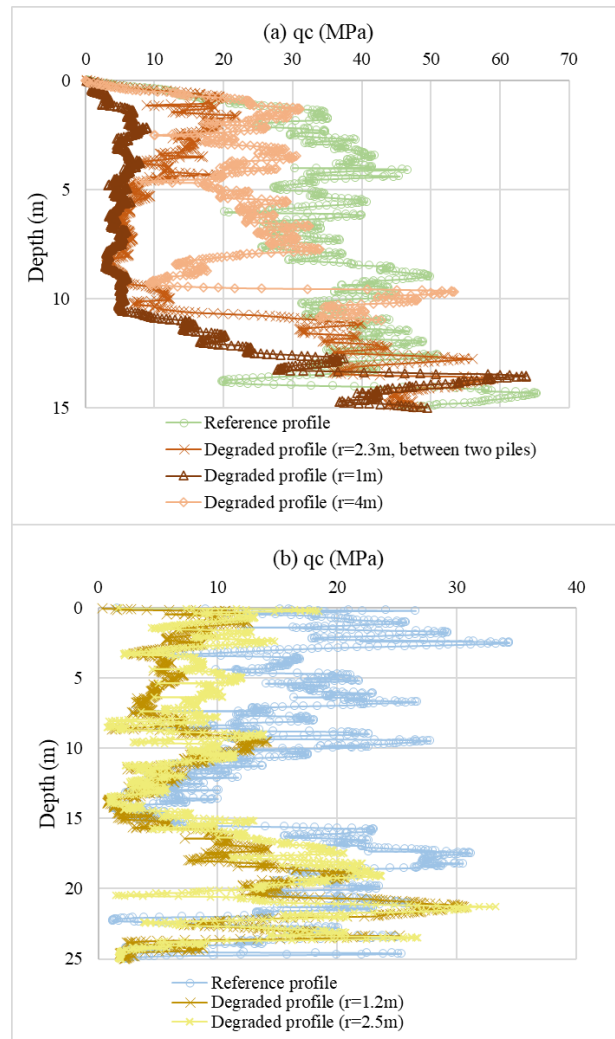 (a) qc (MPa)
0 10 20 30 40 50 60 70
0
5
10
15
Depth (m)
Reference profile
Degraded profile (r=2.3m, between two piles)
Degraded profile (r=1m)
Degraded profile (r=4m)
(b) qc (MPa)
0 10 20 30 40
0
5
10
15
20
25
Depth (m)
Reference profile
Degraded profile (r=1.2m)
Degraded profile (r=2.5m)